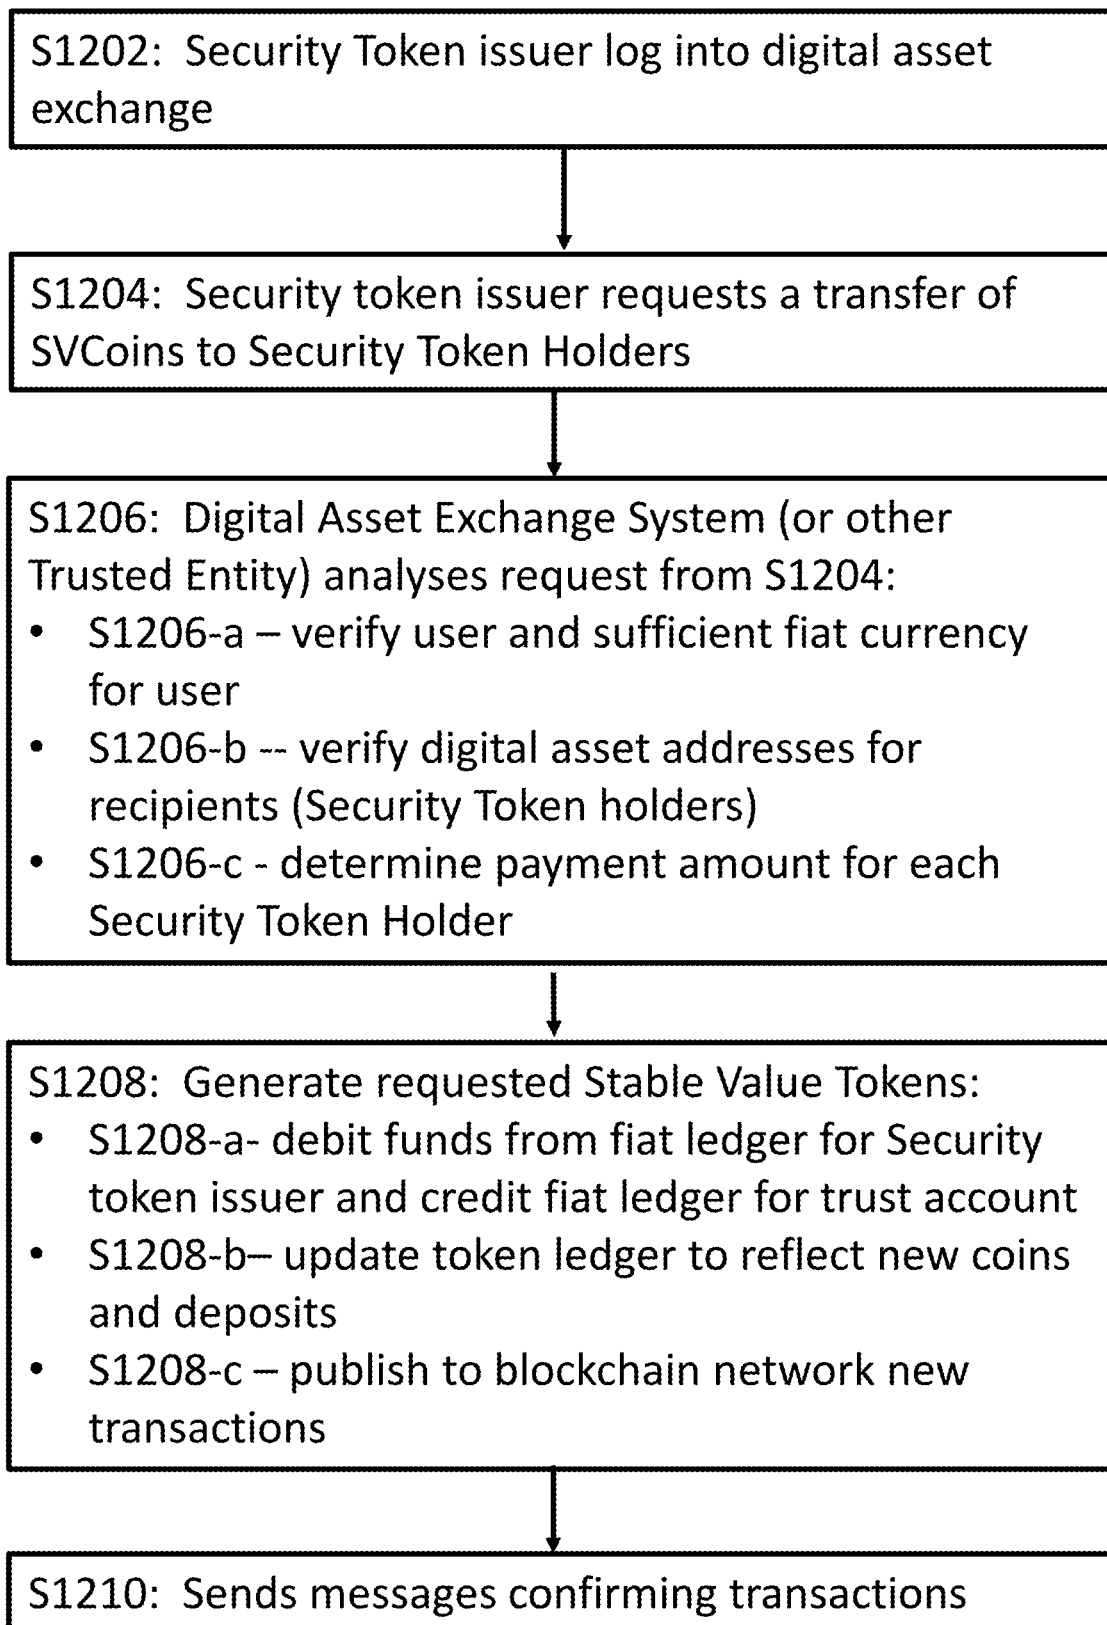 S1202:  Security Token issuer log into digital asset
exchange
S1204:  Security token issuer requests a transfer of
SVCoins to Security Token Holders
S1206:  Digital Asset Exchange System (or other
Trusted Entity) analyses request from S1204:
• S1206-a – verify user and sufficient fiat currency
for user
• S1206-b -- verify digital asset addresses for
recipients (Security Token holders)
• S1206-c - determine payment amount for each
Security Token Holder
S1208:  Generate requested Stable Value Tokens:
• S1208-a- debit funds from fiat ledger for Security
token issuer and credit fiat ledger for trust account
• S1208-b– update token ledger to reflect new coins
and deposits
• S1208-c – publish to blockchain network new
transactions
S1210:  Sends messages confirming transactions